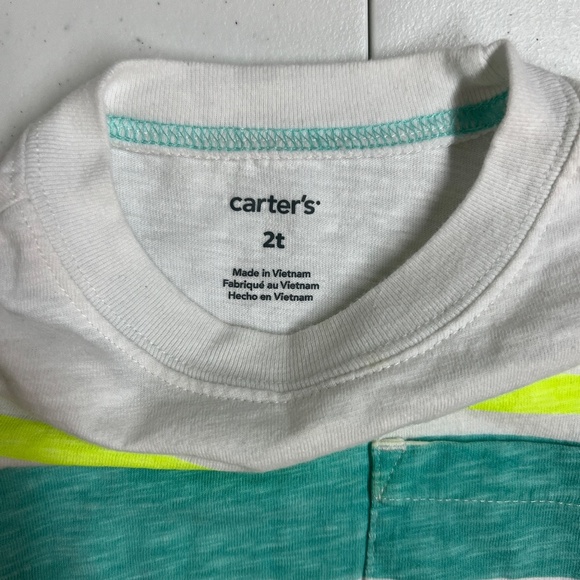 carter's
2t
Made in Vietnam
Fabriqué au Vietnam
Hecho en Vietnam